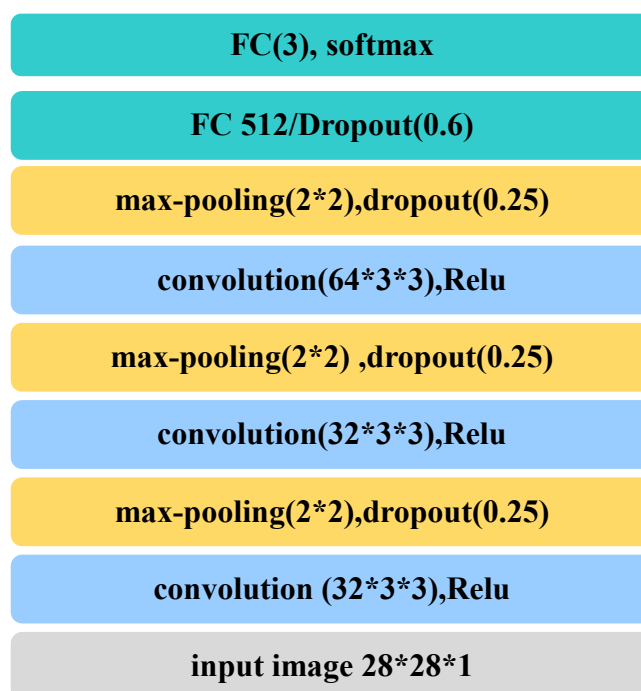 FC(3), softmax
FC 512/Dropout(0.6)
max-pooling(2*2),dropout(0.25)
convolution(64*3*3),Relu
max-pooling(2*2) ,dropout(0.25)
convolution(32*3*3),Relu
max-pooling(2*2),dropout(0.25)
convolution (32*3*3),Relu
input image 28*28*1